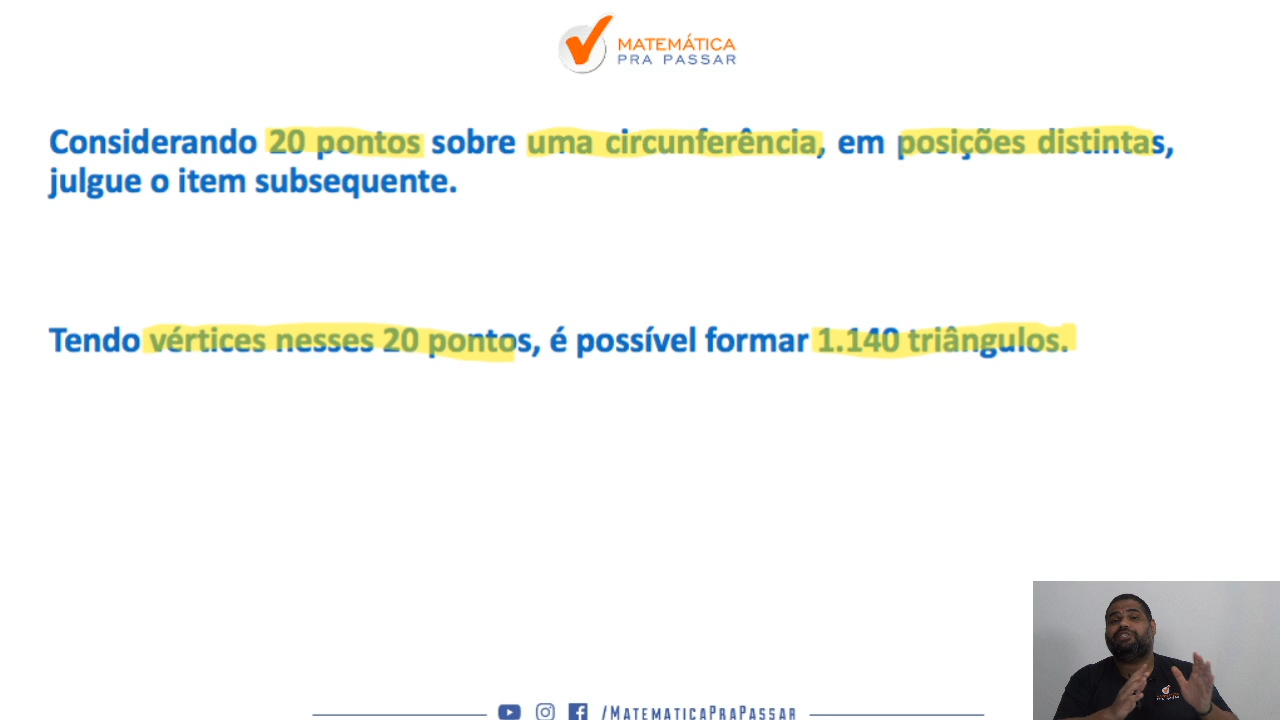 MATEMÁTICA
PRA PASSAR
Considerando 20 pontos sobre uma circunferência, em posições distintas,
julgue o item subsequente.
Tendo vértices nesses 20 pontos, é possível formar 1.140 triângulos.
/MATEMATICAPRAPASSAR